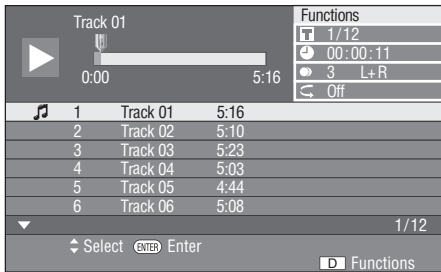 Track 01
0:00 5:16
Functions
T 1/12
00:00:11
3 L+R
Off
1 Track 01 5:16
2 Track 02 5:10
3 Track 03 5:23
4 Track 04 5:03
5 Track 05 4:44
6 Track 06 5:08
1/12
Select ENTER Enter
D Functions